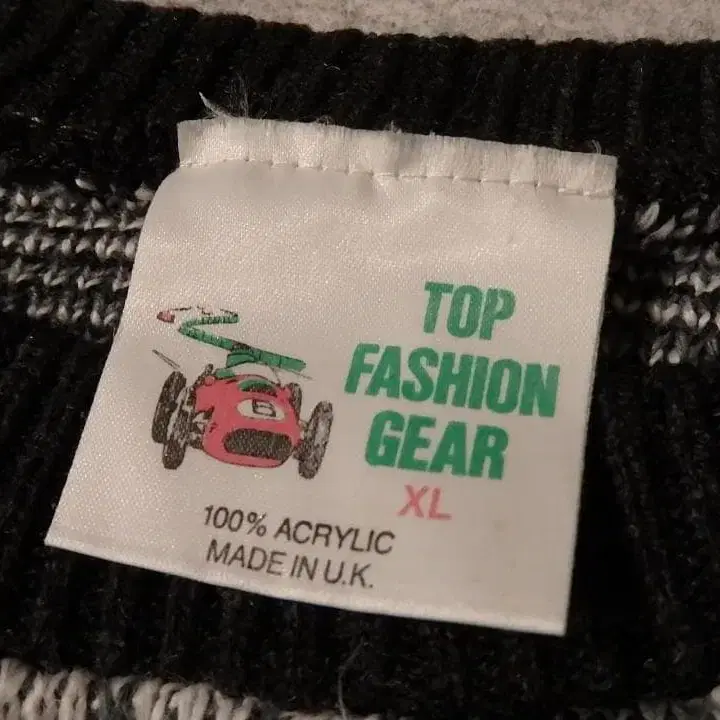 TOP
FASHION
GEAR
XL
100% ACRYLIC
MADE IN U.K.